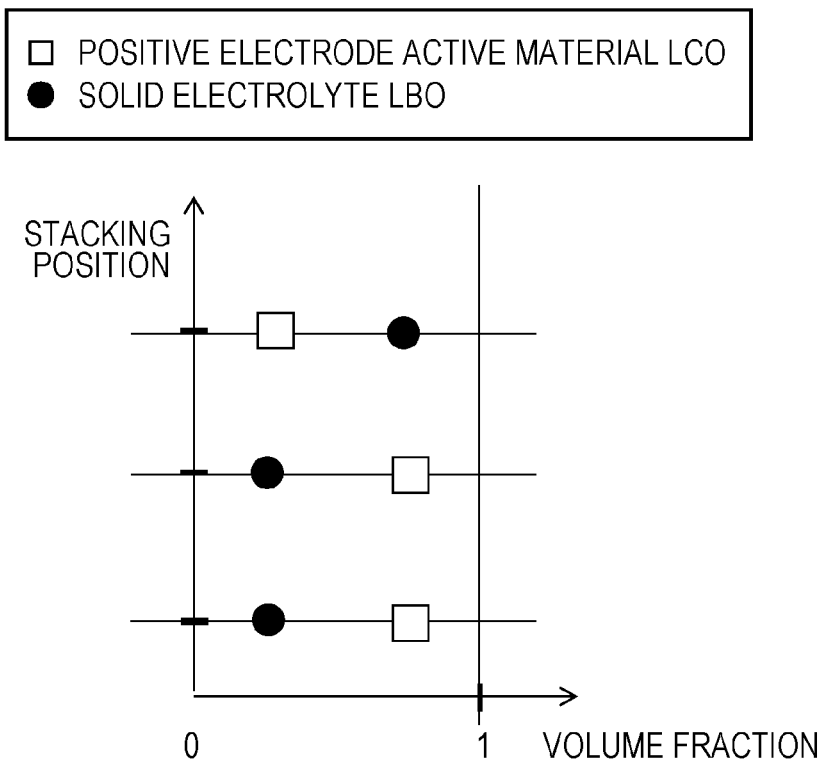 POSITIVE ELECTRODE ACTIVE MATERIAL LCO
SOLID ELECTROLYTE LBO
STACKING
POSITION
0
1
VOLUME FRACTION